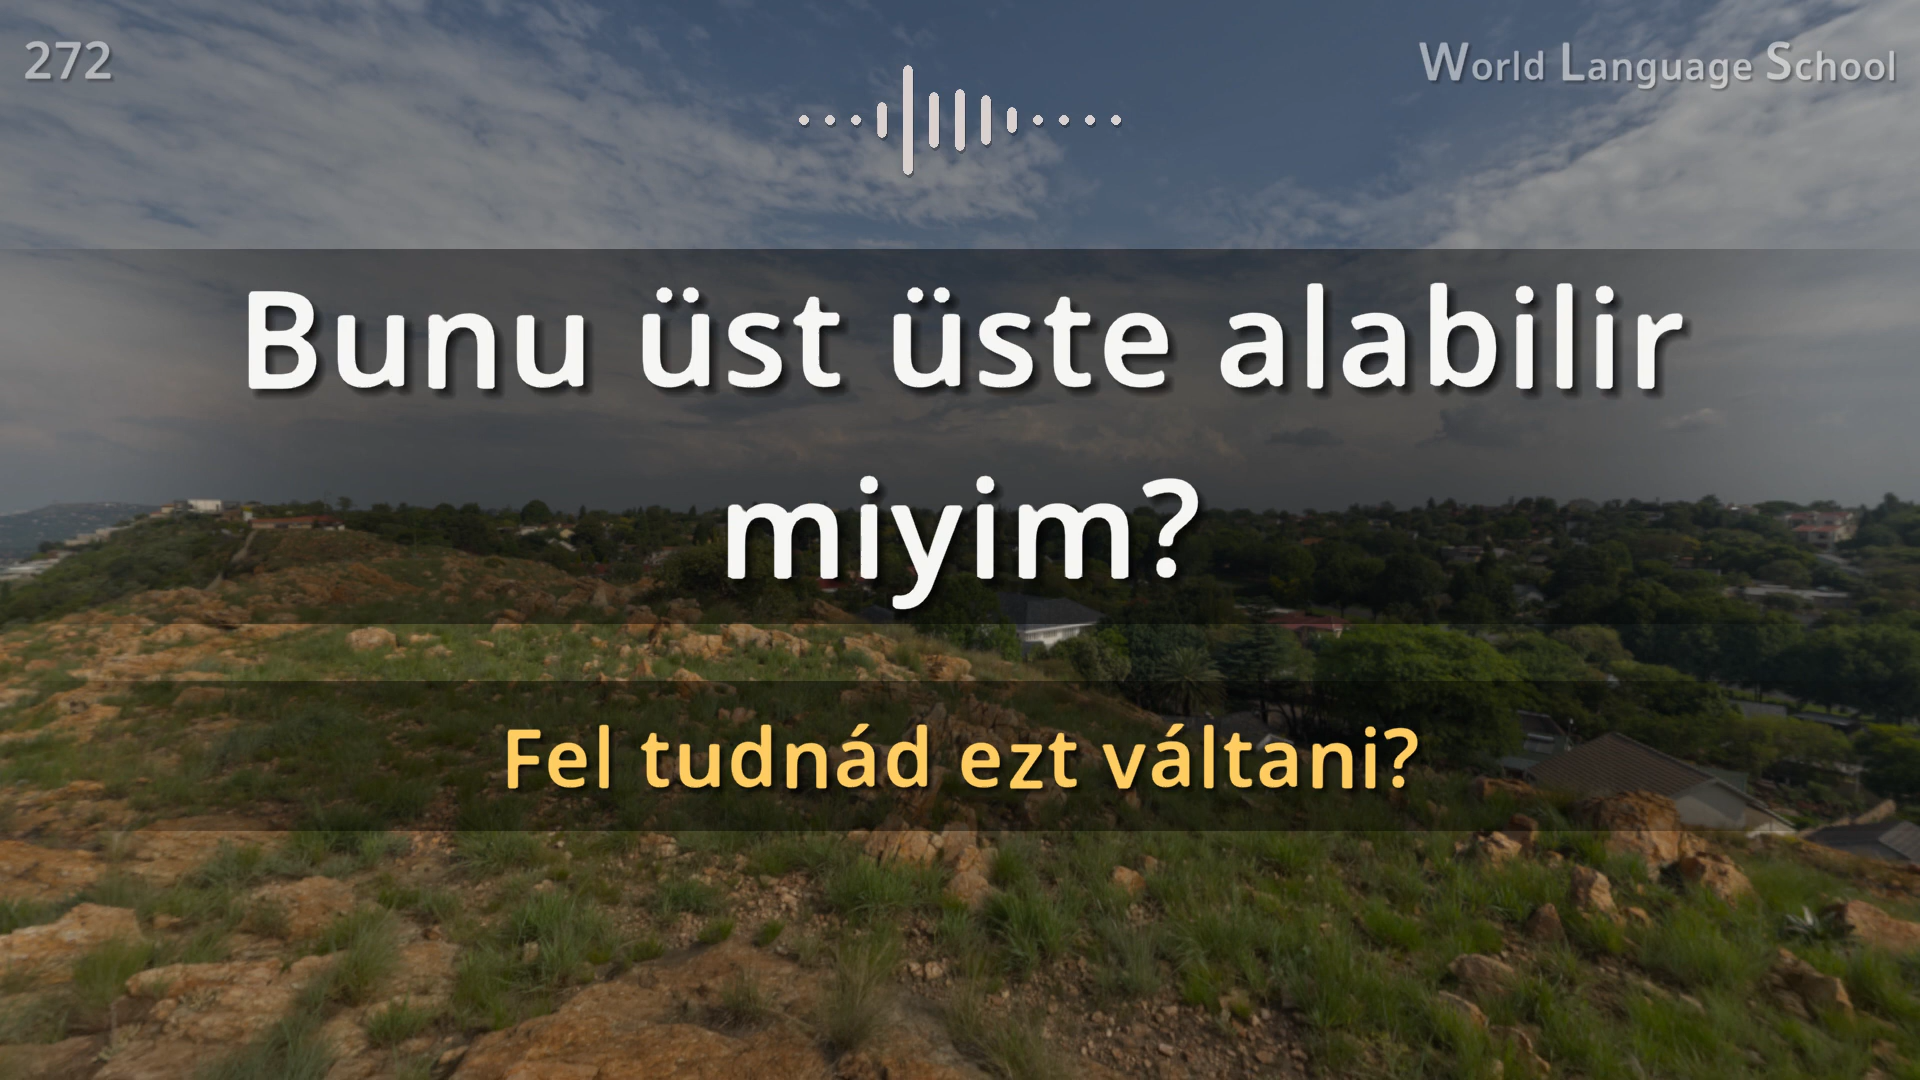 272
World Language School
Bunu üst üste alabilir
miyim?
Fel tudnád ezt váltani?